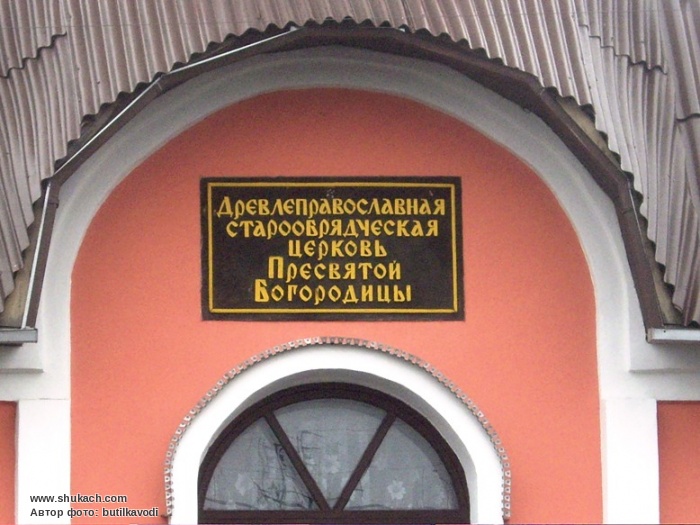 Древлеправославная
старообрядческая
церковь
Пресвятой
Богородицы
www.shukach.com
Автор фото: butilkavodi